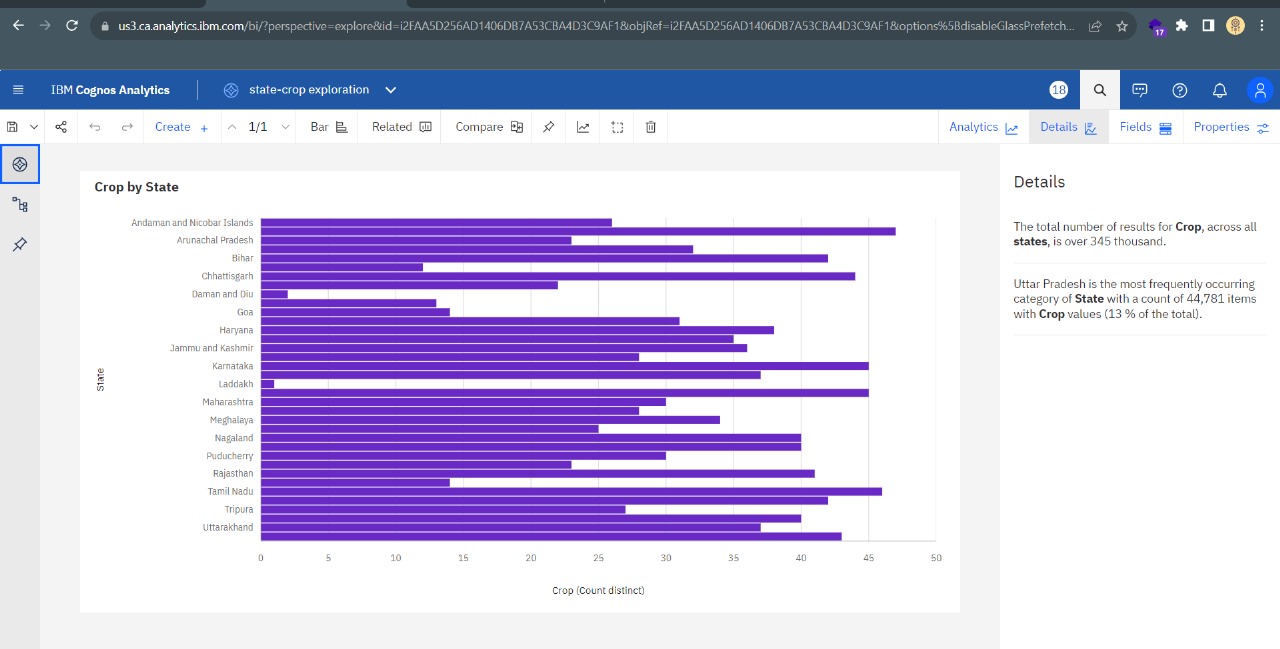 us3.ca.analytics.ibm.com/bi/?perspective=explore&id=i2FAA5D256AD1406DB7A53CBA4D3C9AF1&objRef=i2FAA5D256AD1406DB7A53CBA4D3C9AF1&options%5BdisableGlassPrefetch...
17
IBM Cognos Analytics
state-crop exploration
18
Create +
1/1
Bar
Related
Compare
Analytics
Details
Fields
Properties
Crop by State
State
Andaman and Nicobar Islands
Arunachal Pradesh
Bihar
Chhattisgarh
Daman and Diu
Goa
Haryana
Jammu and Kashmir
Karnataka
Laddakh
Maharashtra
Meghalaya
Nagaland
Puducherry
Rajasthan
Tamil Nadu
Tripura
Uttarakhand
0 5 10 15 20 25 30 35 40 45 50
Crop (Count distinct)
Details
The total number of results for Crop, across all
states, is over 345 thousand.
Uttar Pradesh is the most frequently occurring
category of State with a count of 44,781 items
with Crop values (13 % of the total).